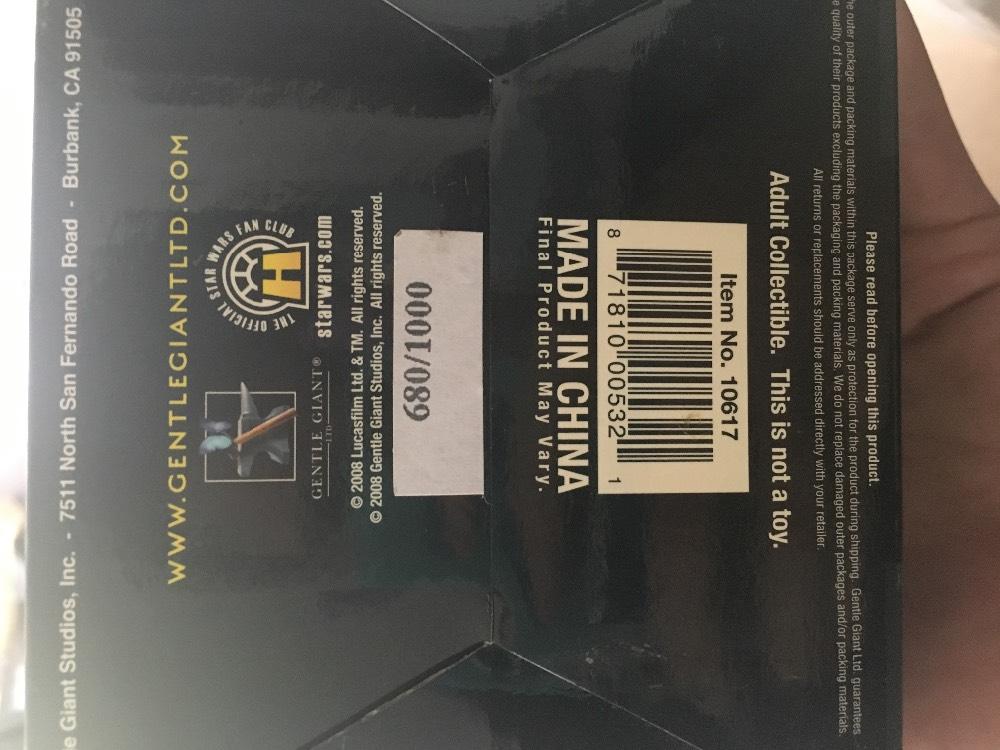 Please read before opening this product.
outer package and packing materials within this package serve only as protection for the product during shipping. Gentle Giant Ltd. guarantees
quality of their products excluding the packaging and packing materials. We do not replace damaged outer packages and/or packing materials.
All returns or replacements should be addressed directly with your retailer.
Adult Collectible. This is not a toy.
Item No. 10617
8 71810 00532 1
MADE IN CHINA
Final Product May Vary.
680/1000
© 2008 Lucasfilm Ltd. & TM. All rights reserved.
© 2008 Gentle Giant Studios, Inc. All rights reserved.
starwars.com
THE OFFICIAL STAR WARS FAN CLUB
H
GENTLE GIANT®
LTD
WWW.GENTLEGIANTLTD.COM
Giant Studios, Inc. - 7511 North San Fernando Road - Burbank, CA 91505